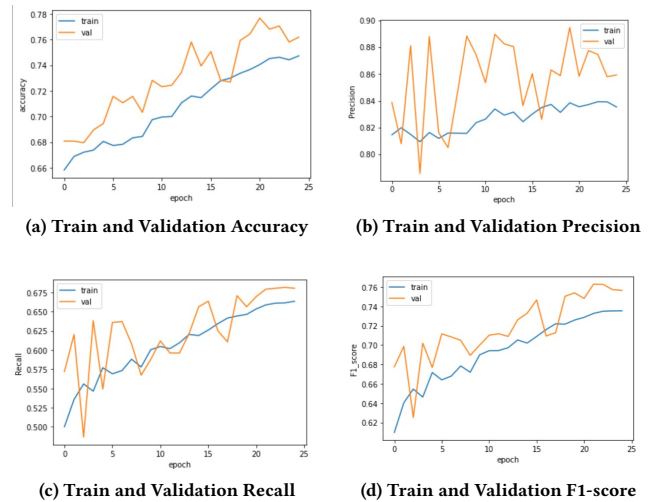 0.78
0.76
0.74
0.72
0.70
0.68
0.66
accuracy
train
val
0 5 10 15 20 25
epoch
(a) Train and Validation Accuracy
0.90
0.88
0.86
0.84
0.82
0.80
Precision
train
val
0 5 10 15 20 25
epoch
(b) Train and Validation Precision
0.675
0.650
0.625
0.600
0.575
0.550
0.525
0.500
Recall
train
val
0 5 10 15 20 25
epoch
(c) Train and Validation Recall
0.76
0.74
0.72
0.70
0.68
0.66
0.64
0.62
F1_score
train
val
0 5 10 15 20 25
epoch
(d) Train and Validation F1-score